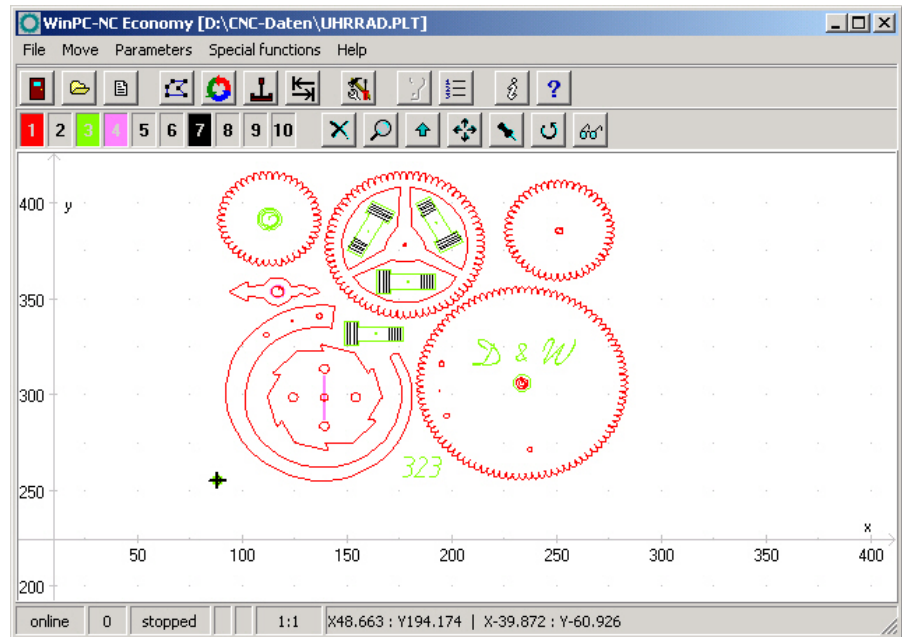 WinPC-NC Economy [D:\CNC-Daten\UHRRAD.PLT]
File Move Parameters Special functions Help
1 2 3 4 5 6 7 8 9 10
400 y
350
D & W
300
323
250
x
50 100 150 200 250 300 350 400
200
online 0 stopped 1:1 X48.663 : Y194.174 | X-39.872 : Y-60.926